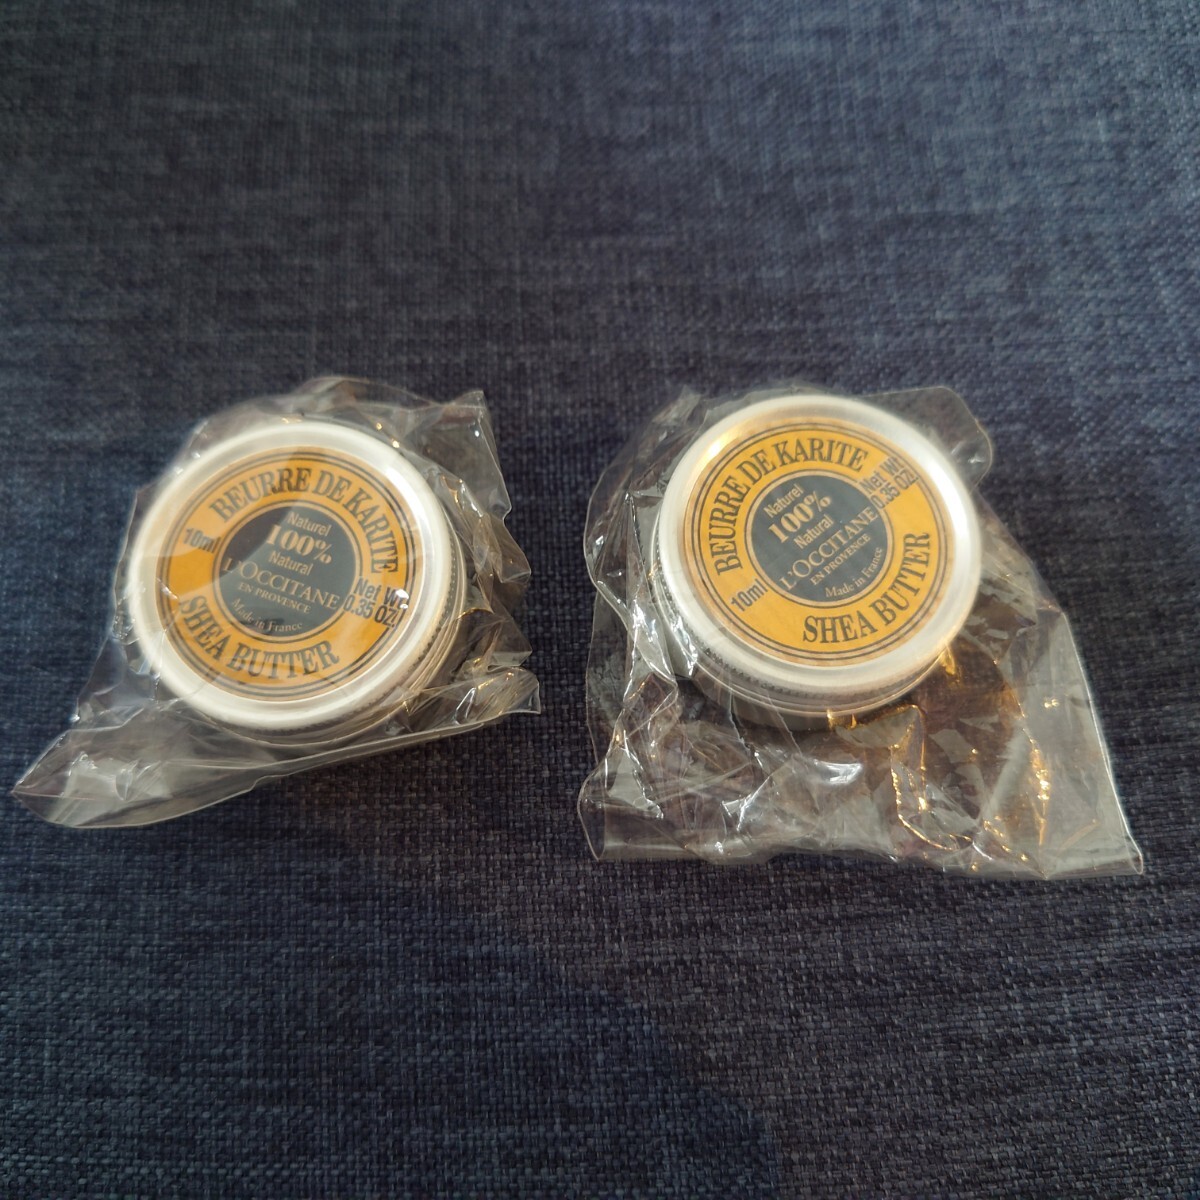 BEURRE DE KARITE
Naturel
100%
Natural
L'OCCITANE
EN PROVENCE
Made in France
10ml
Net Wt
0.35 OZ.
SHEA BUTTER
BEURRE DE KARITE
Naturel
100%
Natural
L'OCCITANE
EN PROVENCE
Made in France
10ml
Net Wt
0.35 OZ.
SHEA BUTTER